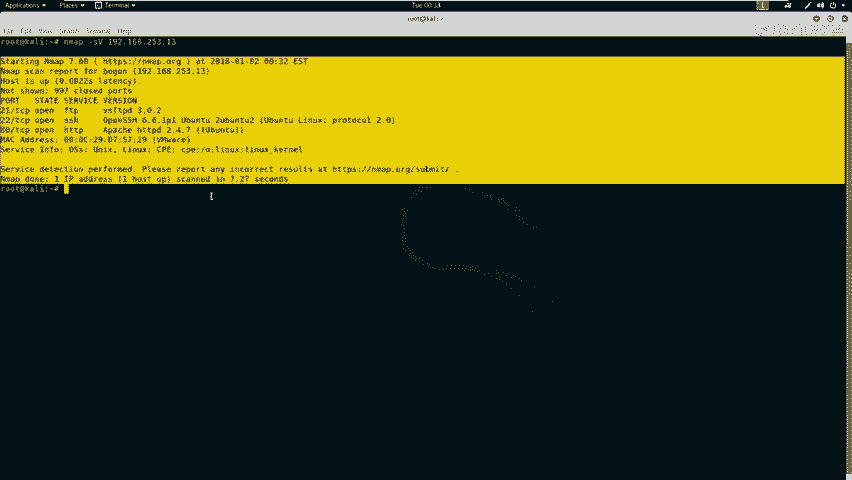 Applications Places Terminal Tue 00:33 1
root@kali: ~
File Edit View Search Terminal Help
root@kali:~# nmap -sV 192.168.253.13
Starting Nmap 7.60 ( https://nmap.org ) at 2018-01-02 00:32 EST
Nmap scan report for bogon (192.168.253.13)
Host is up (0.0022s latency).
Not shown: 997 closed ports
PORT STATE SERVICE VERSION
21/tcp open ftp vsftpd 3.0.2
22/tcp open ssh OpenSSH 6.6.1p1 Ubuntu 2ubuntu2 (Ubuntu Linux; protocol 2.0)
80/tcp open http Apache httpd 2.4.7 ((Ubuntu))
MAC Address: 00:0C:29:D7:57:29 (VMware)
Service Info: OSs: Unix, Linux; CPE: cpe:/o:linux:linux_kernel
Service detection performed. Please report any incorrect results at https://nmap.org/submit/ .
Nmap done: 1 IP address (1 host up) scanned in 7.27 seconds
root@kali:~#